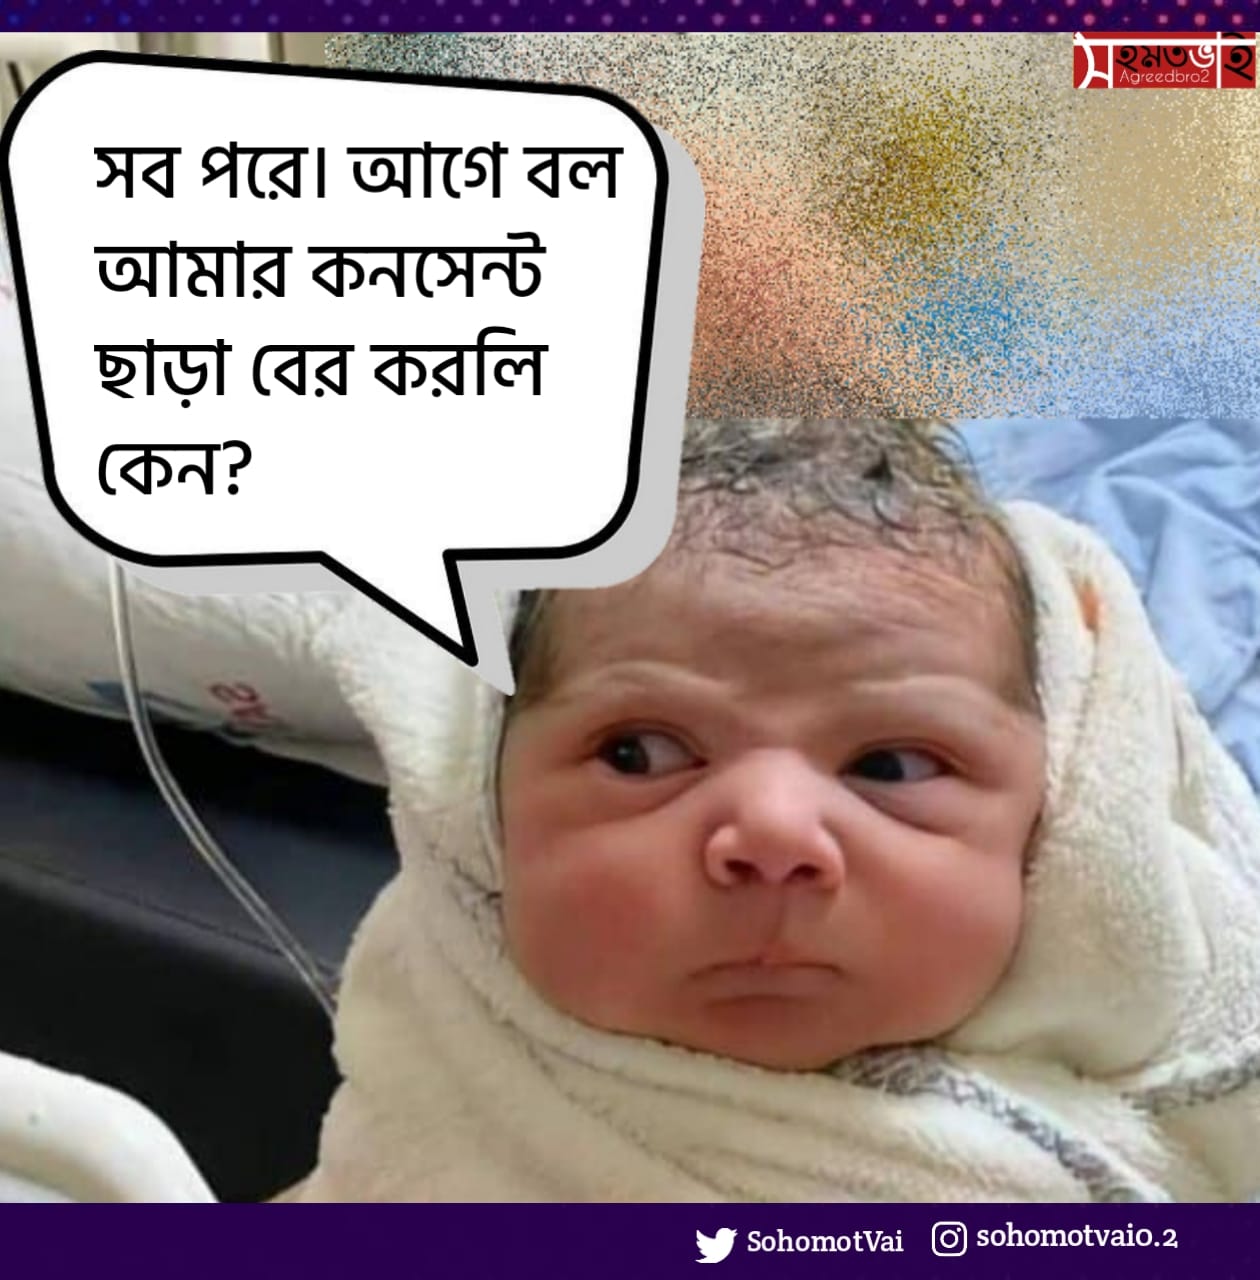 সহমতভাই
Agreedbro2
সব পরে। আগে বল
আমার কনসেন্ট
ছাড়া বের করলি
কেন?
SohomotVai
sohomotvaio.2